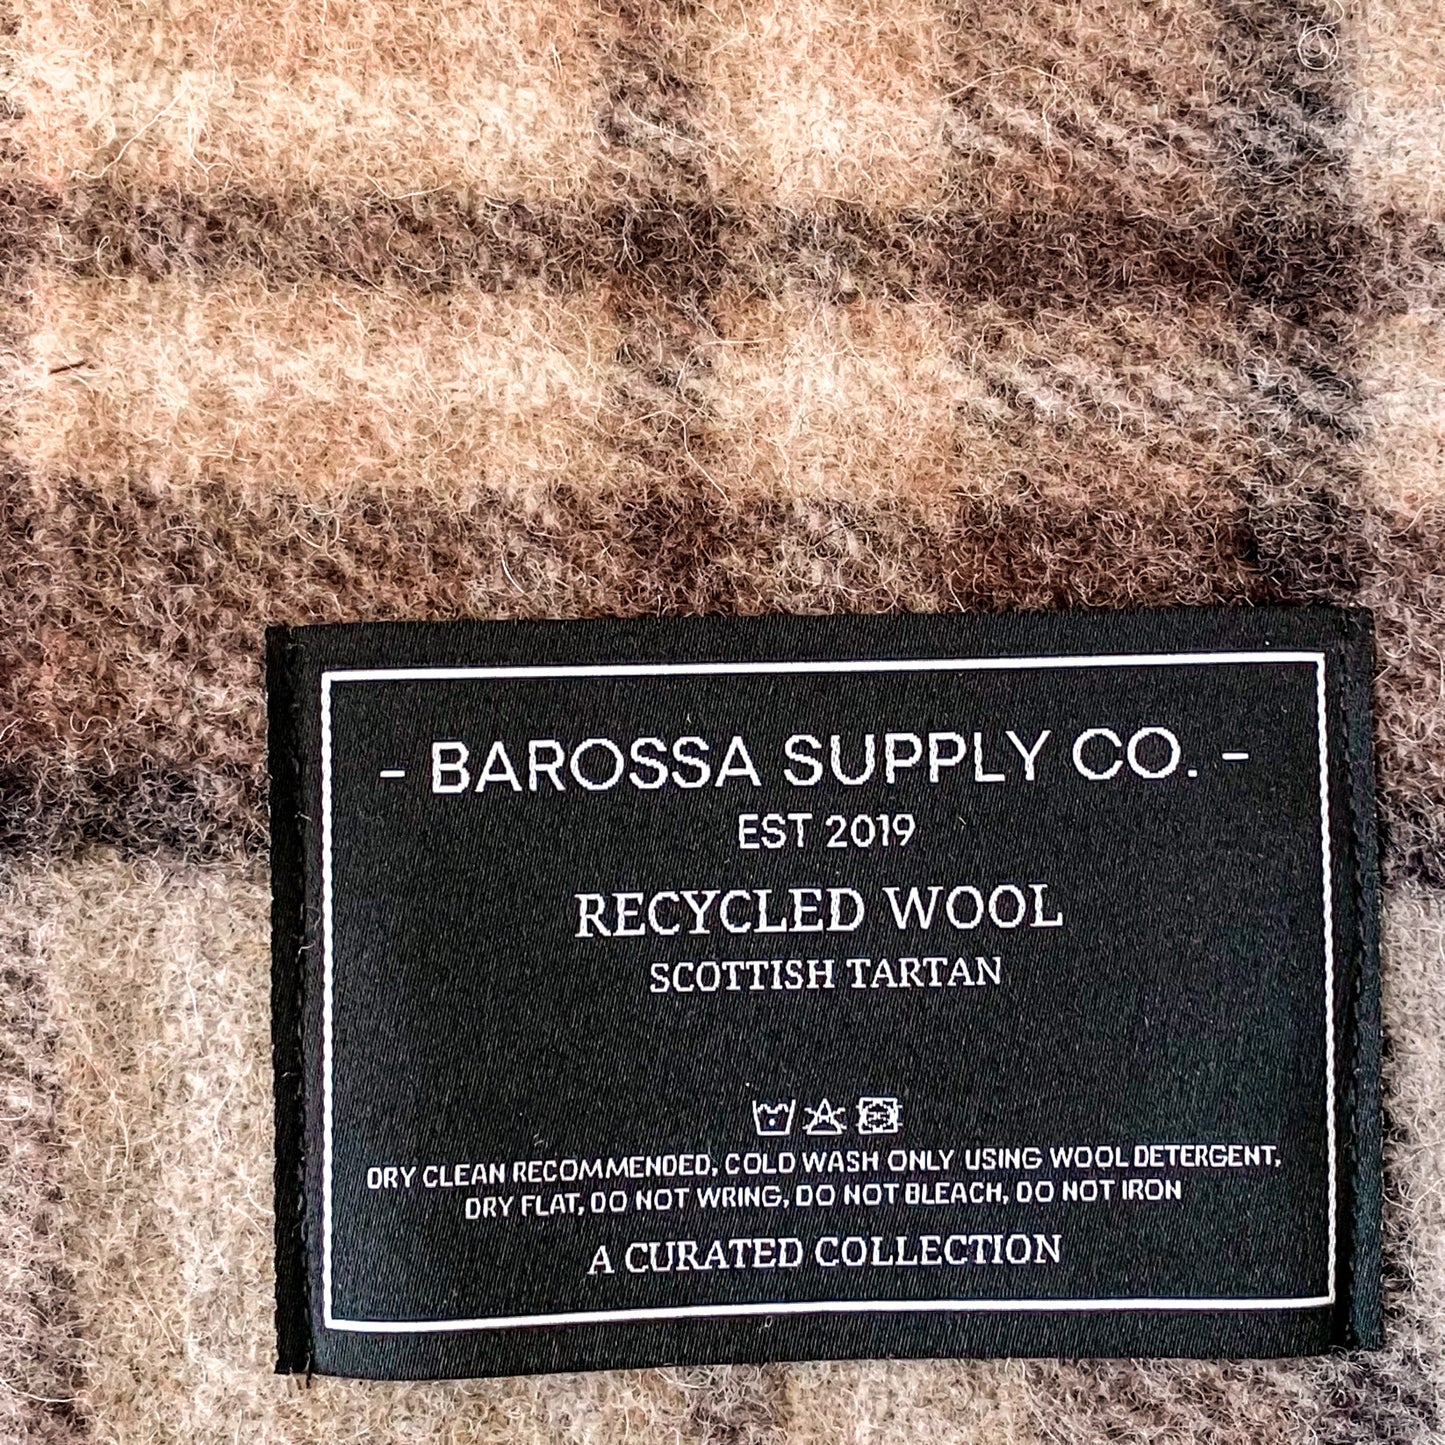 - BAROSSA SUPPLY CO. -
EST 2019
RECYCLED WOOL
SCOTTISH TARTAN
DRY CLEAN RECOMMENDED, COLD WASH ONLY USING WOOL DETERGENT,
DRY FLAT, DO NOT WRING, DO NOT BLEACH, DO NOT IRON
A CURATED COLLECTION